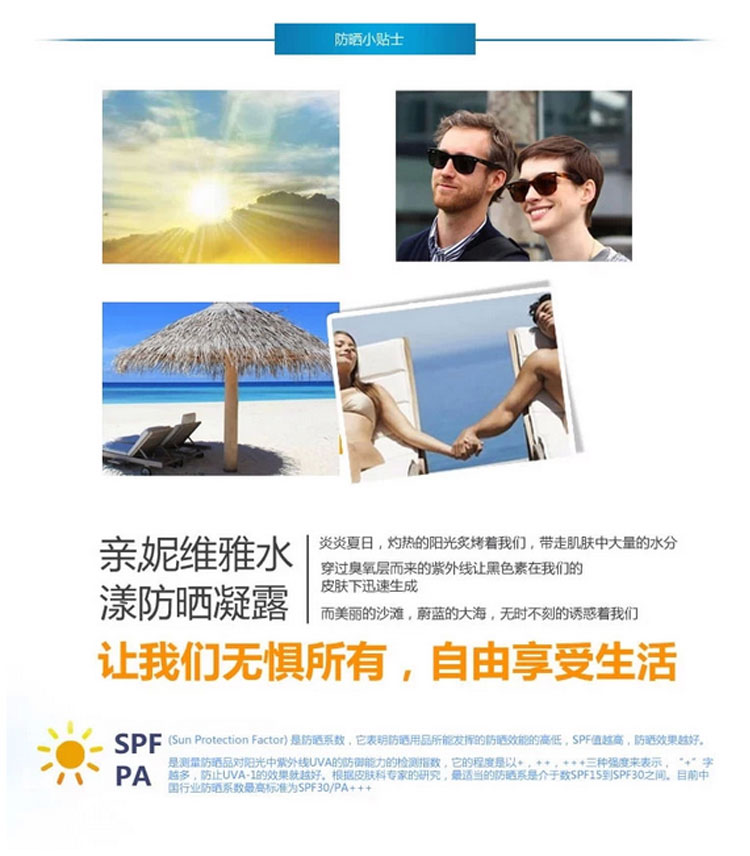 防晒小贴士
亲妮维雅水
漾防晒凝露
炎炎夏日，灼热的阳光炙烤着我们，带走肌肤中大量的水分
穿过臭氧层而来的紫外线让黑色素在我们的
皮肤下迅速生成
而美丽的沙滩，蔚蓝的大海，无时不刻的诱惑着我们
让我们无惧所有，自由享受生活
SPF (Sun Protection Factor) 是防晒系数，它表明防晒用品所能发挥的防晒效能的高低，SPF值越高，防晒效果越好。
PA 是测量防晒品对阳光中紫外线UVA的防御能力的检测指数，它的程度是以+，++，+++三种强度来表示，“+”字
越多，防止UVA-1的效果就越好。根据皮肤科专家的研究，最适当的防晒系是介于数SPF15到SPF30之间。目前中
国行业防晒系数最高标准为SPF30/PA+++